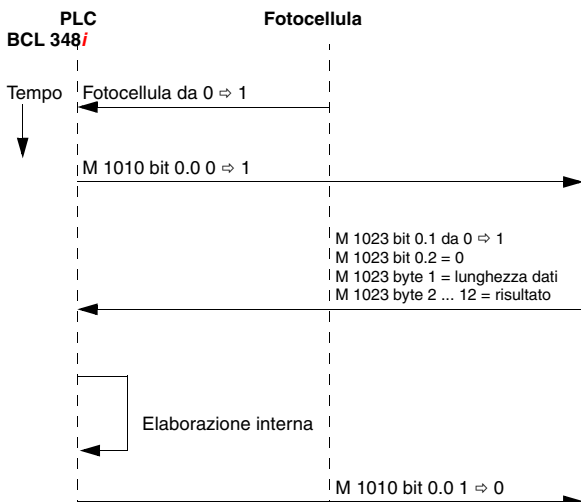 PLC Fotocellula
BCL 348i
Tempo
Fotocellula da 0 ⇨ 1
M 1010 bit 0.0 0 ⇨ 1
M 1023 bit 0.1 da 0 ⇨ 1
M 1023 bit 0.2 = 0
M 1023 byte 1 = lunghezza dati
M 1023 byte 2 ... 12 = risultato
Elaborazione interna
M 1010 bit 0.0 1 ⇨ 0